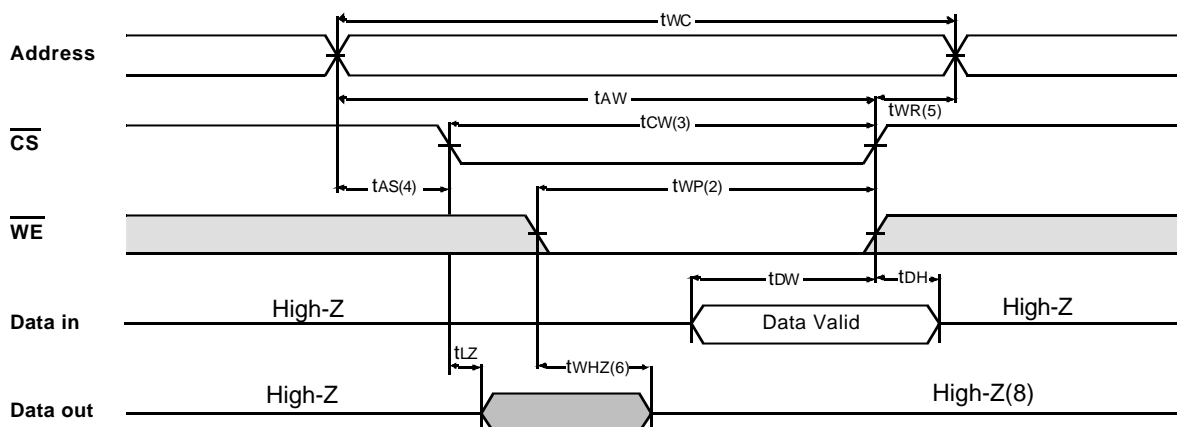 tWC
Address
tAW
tWR(5)
tCW(3)
CS
tAS(4)
tWP(2)
WE
tDW
tDH
High-Z
High-Z
Data in
Data Valid
tLZ
tWHZ(6)
High-Z
High-Z(8)
Data out